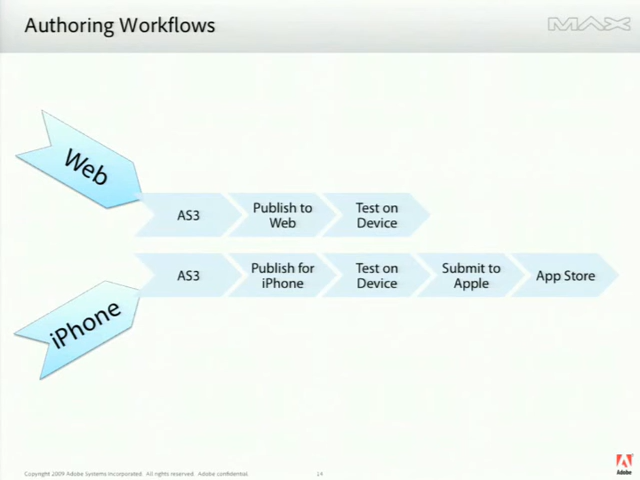 Authoring Workflows
MAX
Web
AS3
Publish to
Web
Test on
Device
AS3
Publish for
iPhone
Test on
Device
Submit to
Apple
App Store
iPhone
Copyright 2009 Adobe Systems Incorporated. All rights reserved. Adobe confidential.
14
Adobe